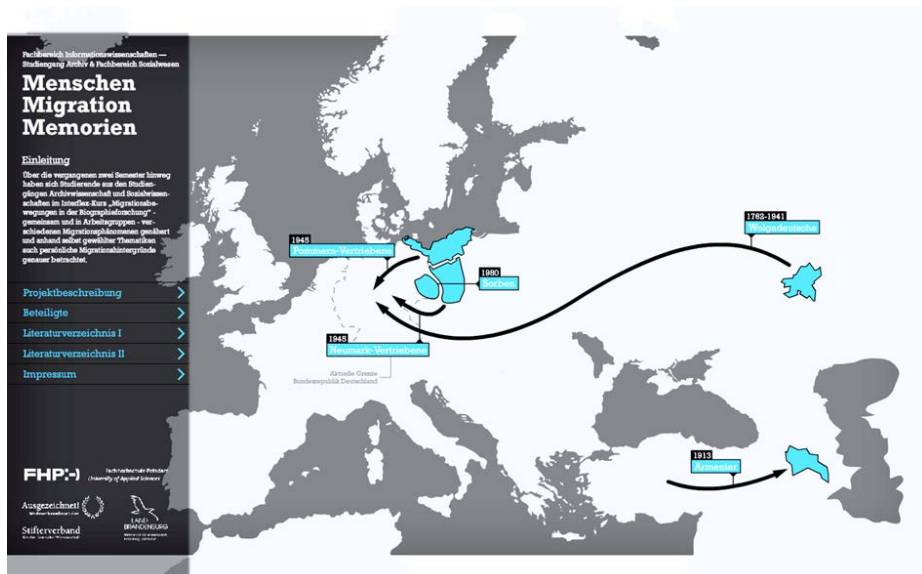 Fachbereich Informationswissenschaften —
Studiengang Archiv & Fachbereich Sozialwesen
Menschen
Migration
Memorien
Einleitung
Über die vergangenen zwei Semester hinweg
haben sich Studierende aus den Studien-
gängen Archivwissenschaft und Sozialwissen-
schaften im Interflex-Kurs „Migrationsbe-
wegungen in der Biographieforschung“ -
gemeinsam und in Arbeitsgruppen - ver-
schiedenen Migrationsphänomenen genähert
und anhand selbst gewählter Thematiken
auch persönliche Migrationshintergründe
genauer betrachtet.
Projektbeschreibung
Beteiligte
Literaturverzeichnis I
Literaturverzeichnis II
Impressum
FHP
Fachhochschule Potsdam
University of Applied Sciences
Ausgezeichnet!
LAND
BRANDENBURG
Stifterverband
1945
Pommern-Vertriebene
1980
Sorben
1762-1941
Wolgadeutsche
1945
Neumark-Vertriebene
Aktuelle Grenze
Bundesrepublik Deutschland
1913
Armenier